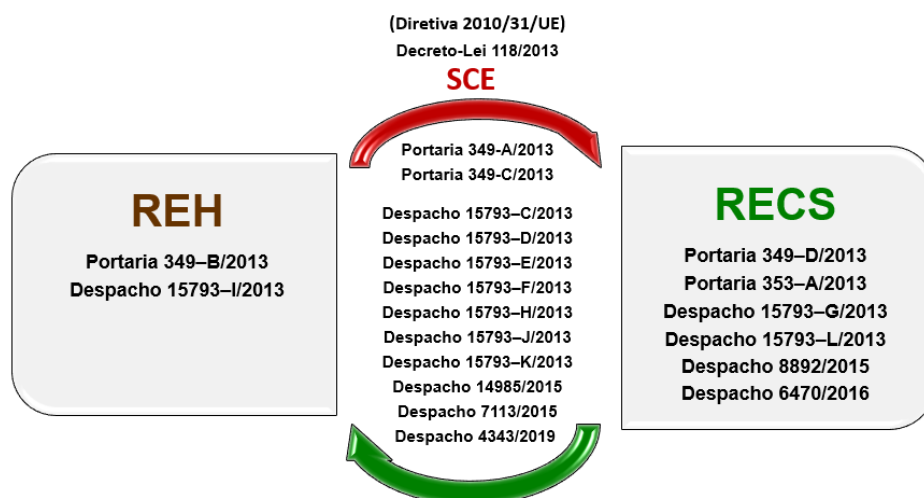 (Diretiva 2010/31/UE)
Decreto-Lei 118/2013
SCE
Portaria 349-A/2013
Portaria 349-C/2013
Despacho 15793–C/2013
Despacho 15793–D/2013
Despacho 15793–E/2013
Despacho 15793–F/2013
Despacho 15793–H/2013
Despacho 15793–J/2013
Despacho 15793–K/2013
Despacho 14985/2015
Despacho 7113/2015
Despacho 4343/2019
REH
Portaria 349–B/2013
Despacho 15793–I/2013
RECS
Portaria 349–D/2013
Portaria 353–A/2013
Despacho 15793–G/2013
Despacho 15793–L/2013
Despacho 8892/2015
Despacho 6470/2016